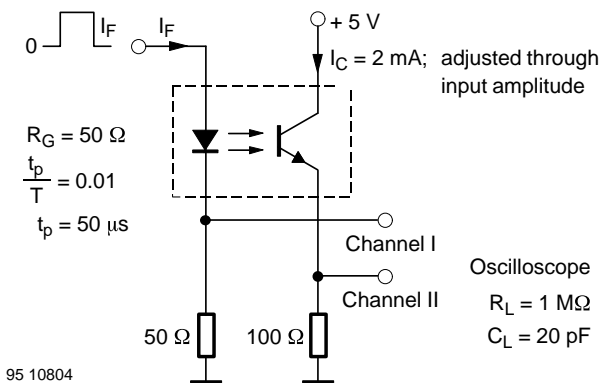 0
I_F
I_F
+ 5 V
I_C = 2 mA; adjusted through
input amplitude
R_G = 50 Ω
t_p
T
= 0.01
t_p = 50 μs
Channel I
Channel II
Oscilloscope
R_L = 1 MΩ
C_L = 20 pF
50 Ω
100 Ω
95 10804